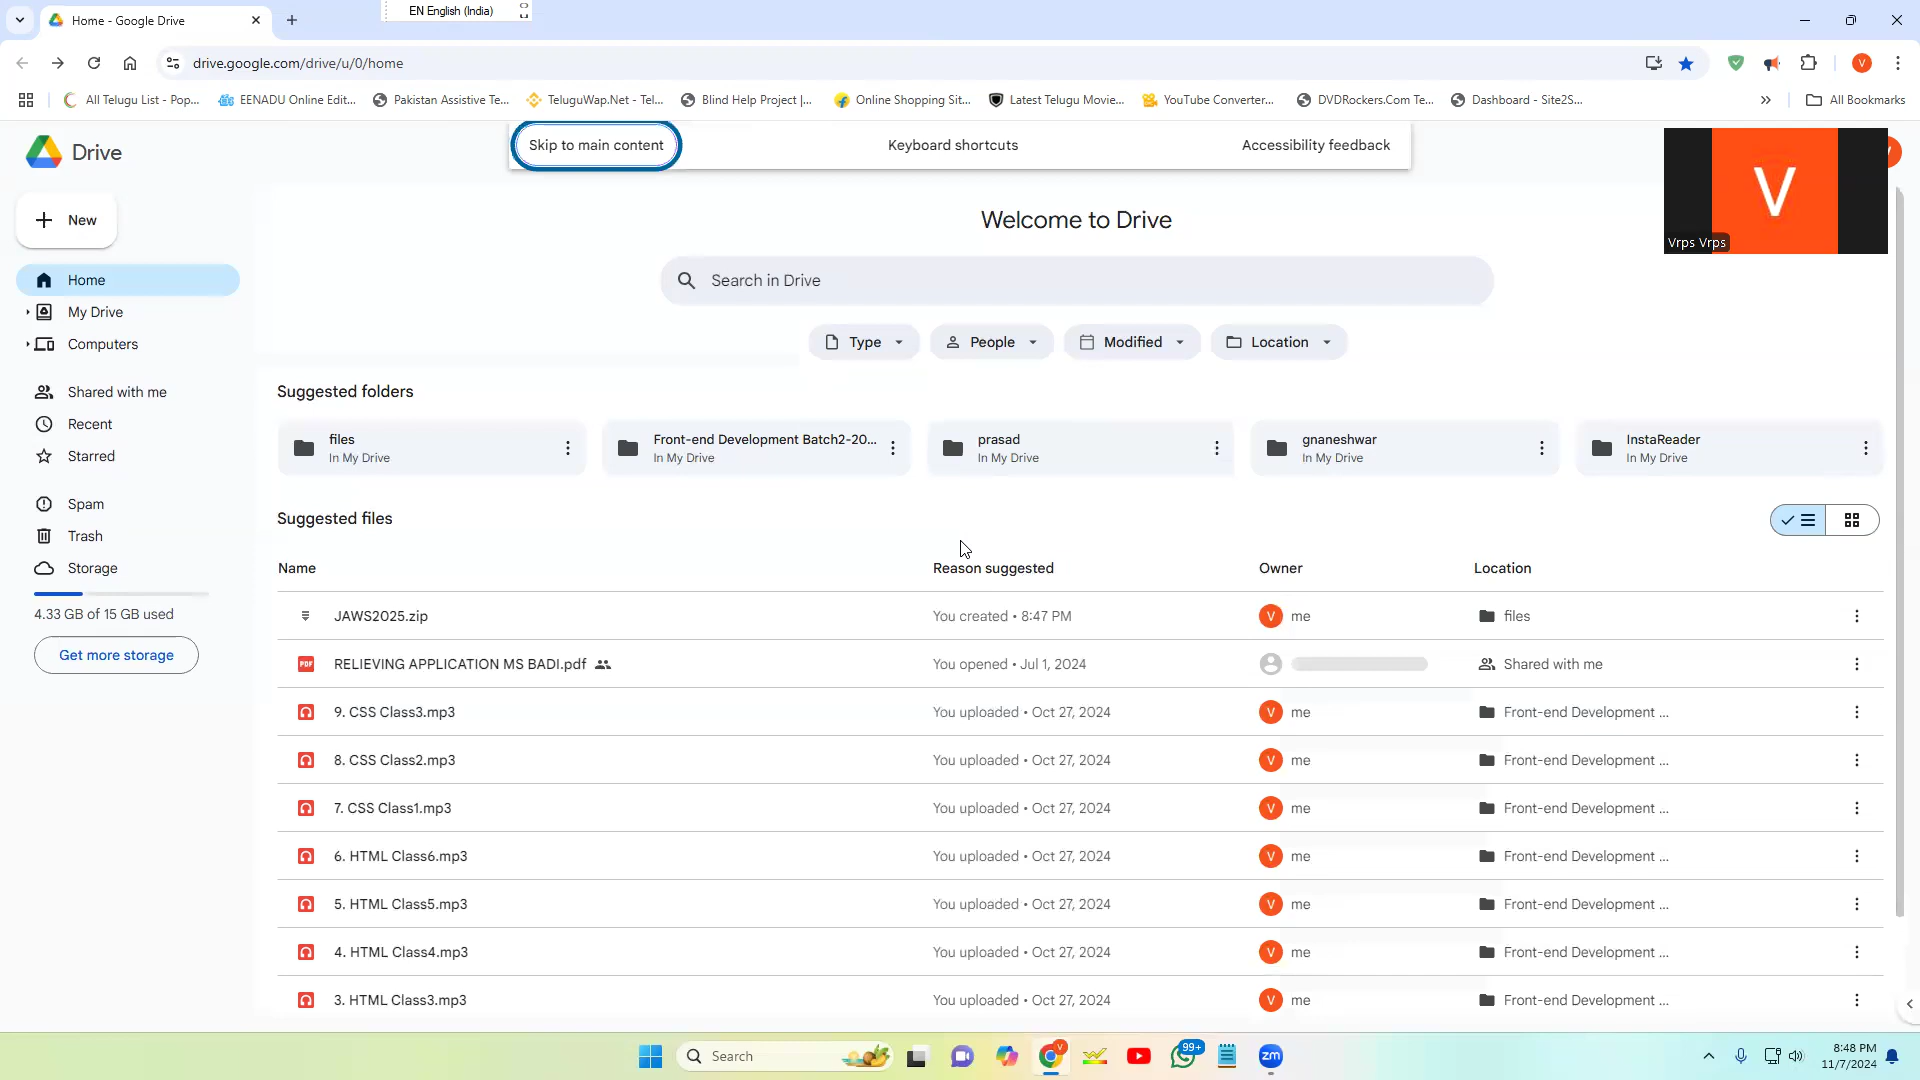 Home - Google Drive
EN English (India)
drive.google.com/drive/u/0/home
V
All Telugu List - Pop...
EENADU Online Edit...
Pakistan Assistive Te...
TeluguWap.Net - Tel...
Blind Help Project |...
Online Shopping Sit...
Latest Telugu Movie...
YouTube Converter...
DVDRockers.Com Te...
Dashboard - Site2S...
All Bookmarks
Drive
Skip to main content
Keyboard shortcuts
Accessibility feedback
V
Vrps Vrps
New
Welcome to Drive
Search in Drive
Home
My Drive
Computers
Shared with me
Recent
Starred
Spam
Trash
Storage
4.33 GB of 15 GB used
Get more storage
Type
People
Modified
Location
Suggested folders
files
In My Drive
Front-end Development Batch2-20...
In My Drive
prasad
In My Drive
gnaneshwar
In My Drive
InstaReader
In My Drive
Suggested files
Name Reason suggested Owner Location
JAWS2025.zip You created • 8:47 PM V me files
PDF RELIEVING APPLICATION MS BADI.pdf You opened • Jul 1, 2024 Shared with me
9. CSS Class3.mp3 You uploaded • Oct 27, 2024 V me Front-end Development ...
8. CSS Class2.mp3 You uploaded • Oct 27, 2024 V me Front-end Development ...
7. CSS Class1.mp3 You uploaded • Oct 27, 2024 V me Front-end Development ...
6. HTML Class6.mp3 You uploaded • Oct 27, 2024 V me Front-end Development ...
5. HTML Class5.mp3 You uploaded • Oct 27, 2024 V me Front-end Development ...
4. HTML Class4.mp3 You uploaded • Oct 27, 2024 V me Front-end Development ...
3. HTML Class3.mp3 You uploaded • Oct 27, 2024 V me Front-end Development ...
Search
V
99+
zm
8:48 PM
11/7/2024